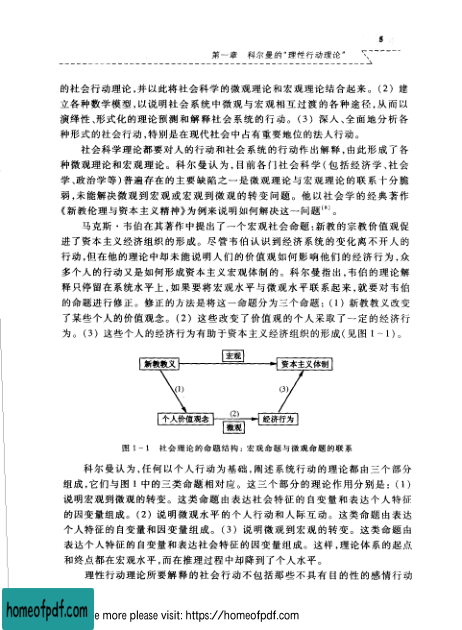 5
第一章 科尔曼的“理性行动理论”
的社会行动理论,并以此将社会科学的微观理论和宏观理论结合起来。(2) 建
立各种数学模型,以说明社会系统中微观与宏观相互过渡的各种途径,从而以
演绎性、形式化的理论预测和解释社会系统的行动。(3) 深入、全面地分析各
种形式的社会行动,特别是在现代社会中占有重要地位的法人行动。
社会科学理论都要对人的行动和社会系统的行动作出解释,由此形成了各
种微观理论和宏观理论。科尔曼认为,目前各门社会科学(包括经济学、社会
学、政治学等)普遍存在的主要缺陷之一是微观理论与宏观理论的联系十分脆
弱,未能解决微观到宏观或宏观到微观的转变问题。他以社会学的经典著作
《新教伦理与资本主义精神》为例来说明如何解决这一问题[8]。
马克斯·韦伯在其著作中提出了一个宏观社会命题:新教的宗教价值观促
进了资本主义经济组织的形成。尽管韦伯认识到经济系统的变化离不开人的
行动,但在他的理论中却未能说明人们的价值观如何影响他们的经济行为,众
多个人的行动又是如何形成资本主义宏观体制的。科尔曼指出,韦伯的理论解
释只停留在系统水平上,如果要将宏观水平与微观水平联系起来,就要对韦伯
的命题进行修正。修正的方法是将这一命题分为三个命题:(1) 新教教义改变
了某些个人的价值观念。(2) 这些改变了价值观的个人采取了一定的经济行
为。(3) 这些个人的经济行为有助于资本主义经济组织的形成(见图 1-1)。
宏观
新教教义
资本主义体制
(1)
(3)
(2)
个人价值观念
经济行为
微观
图 1-1 社会理论的命题结构:宏观命题与微观命题的联系
科尔曼认为,任何以个人行动为基础,阐述系统行动的理论都由三个部分
组成,它们与图 1 中的三类命题相对应。这三个部分的理论作用分别是:(1)
说明宏观到微观的转变。这类命题由表达社会特征的自变量和表达个人特征
的因变量组成。(2) 说明微观水平的个人行动和人际互动。这类命题由表达
个人特征的自变量和因变量组成。(3) 说明微观到宏观的转变。这类命题由
表达个人特征的自变量和表达社会特征的因变量组成。这样,理论体系的起点
和终点都在宏观水平,而在推理过程中却降到了个人水平。
理性行动理论所要解释的社会行动不包括那些不具有目的性的感情行动
homeofpdf.com
e more please visit: https://homeofpdf.com